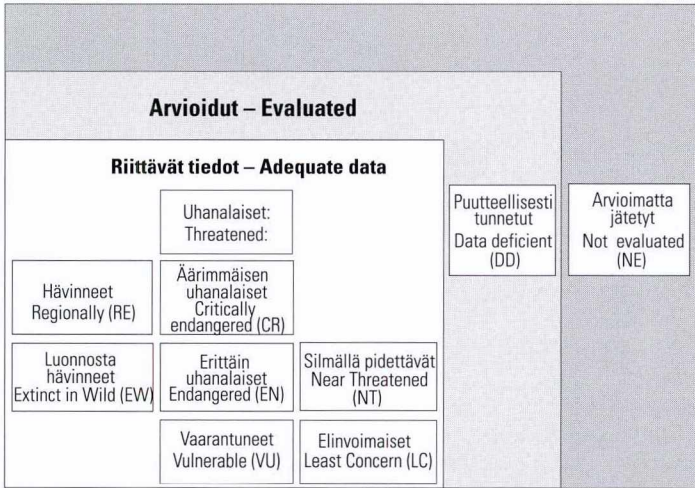 Arvioidut – Evaluated
Riittävät tiedot – Adequate data
Uhanalaiset:
Threatened:
Puutteellisesti
tunnetut
Data deficient
(DD)
Arvioimatta
jätetyt
Not evaluated
(NE)
Hävinneet
Regionally (RE)
Äärimmäisen
uhanalaiset
Critically
endangered (CR)
Luonnosta
hävinneet
Extinct in Wild (EW)
Erittäin
uhanalaiset
Endangered (EN)
Silmällä pidettävät
Near Threatened
(NT)
Vaarantuneet
Vulnerable (VU)
Elinvoimaiset
Least Concern (LC)